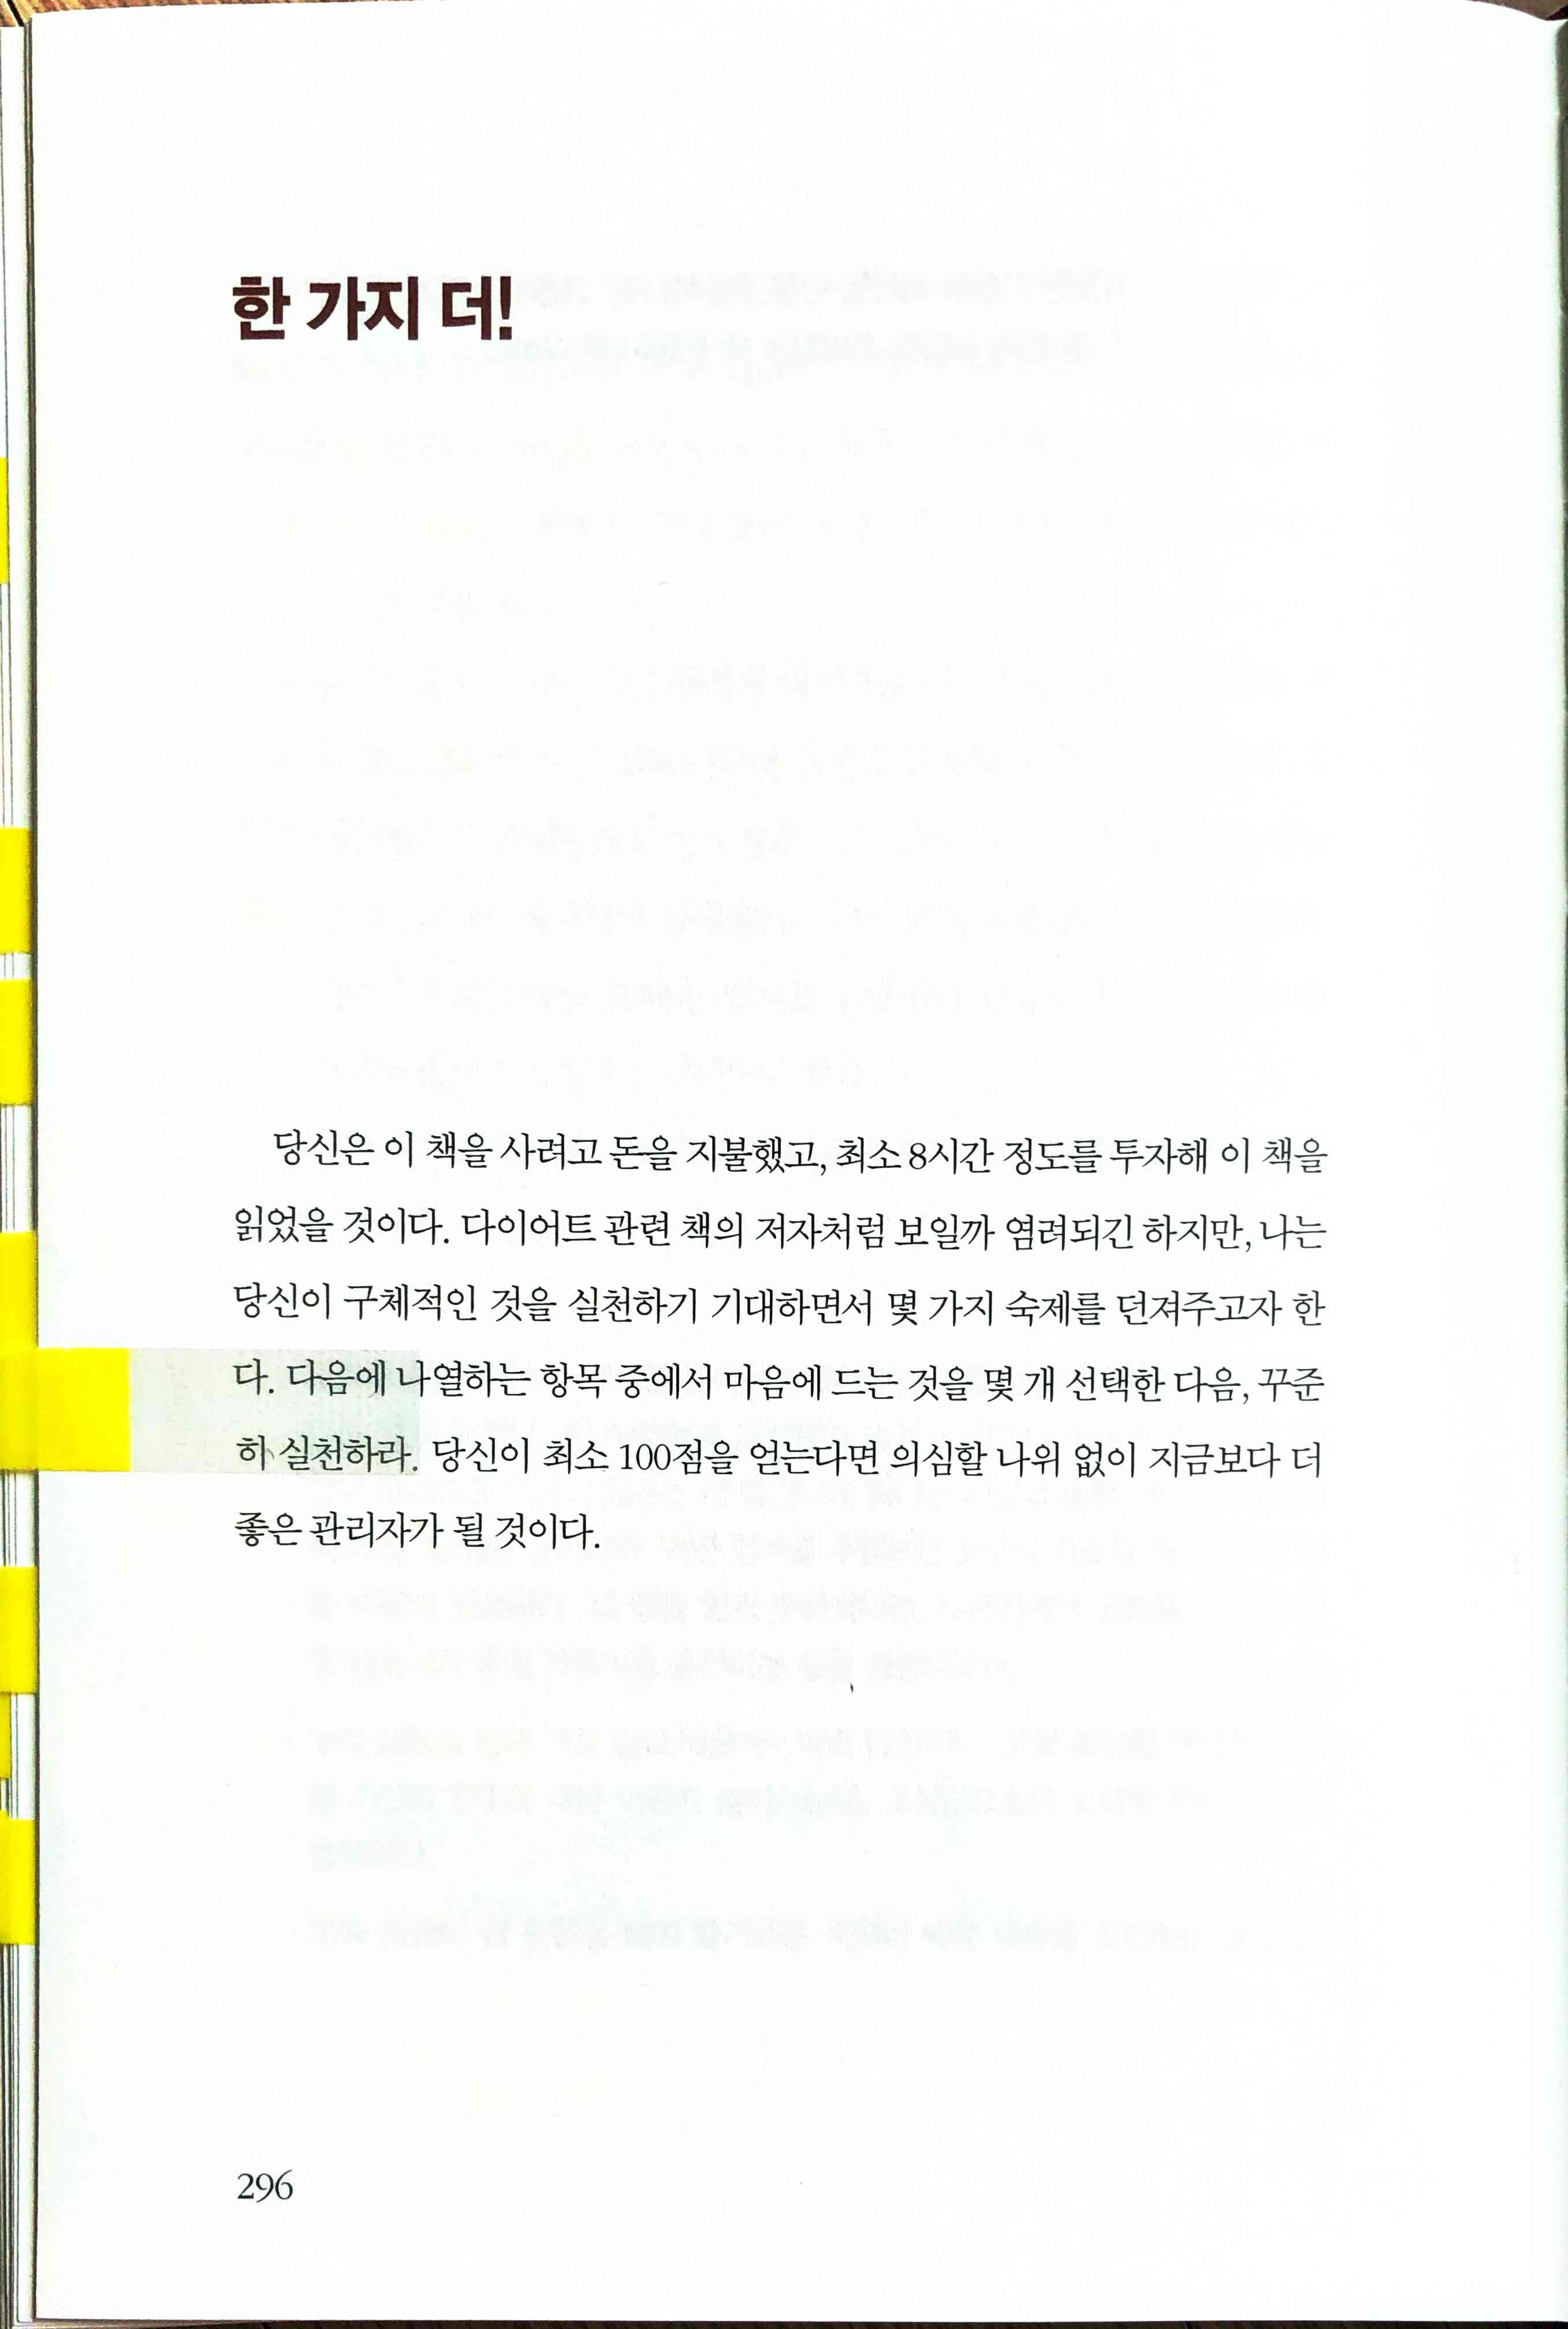 한 가지 더!
당신은 이 책을 사려고 돈을 지불했고, 최소 8시간 정도를 투자해 이 책을
읽었을 것이다. 다이어트 관련 책의 저자처럼 보일까 염려되긴 하지만, 나는
당신이 구체적인 것을 실천하기 기대하면서 몇 가지 숙제를 던져주고자 한
다. 다음에 나열하는 항목 중에서 마음에 드는 것을 몇 개 선택한 다음, 꾸준
히 실천하라. 당신이 최소 100점을 얻는다면 의심할 나위 없이 지금보다 더
좋은 관리자가 될 것이다.
296